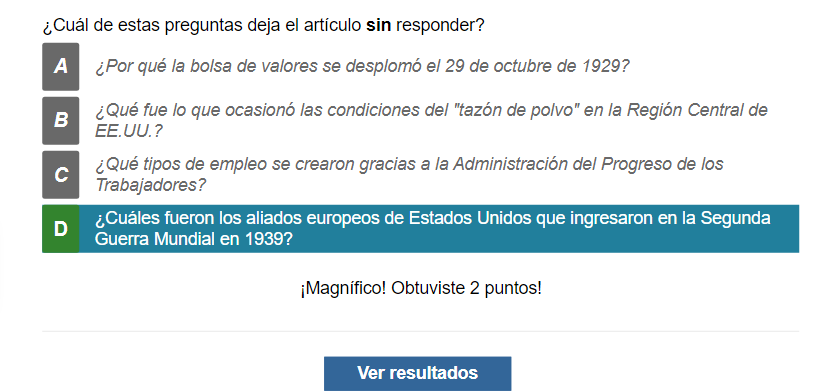 ¿Cuál de estas preguntas deja el artículo sin responder?
A ¿Por qué la bolsa de valores se desplomó el 29 de octubre de 1929?
B ¿Qué fue lo que ocasionó las condiciones del "tazón de polvo" en la Región Central de
EE.UU.?
C ¿Qué tipos de empleo se crearon gracias a la Administración del Progreso de los
Trabajadores?
D ¿Cuáles fueron los aliados europeos de Estados Unidos que ingresaron en la Segunda
Guerra Mundial en 1939?
¡Magnífico! Obtuviste 2 puntos!
Ver resultados